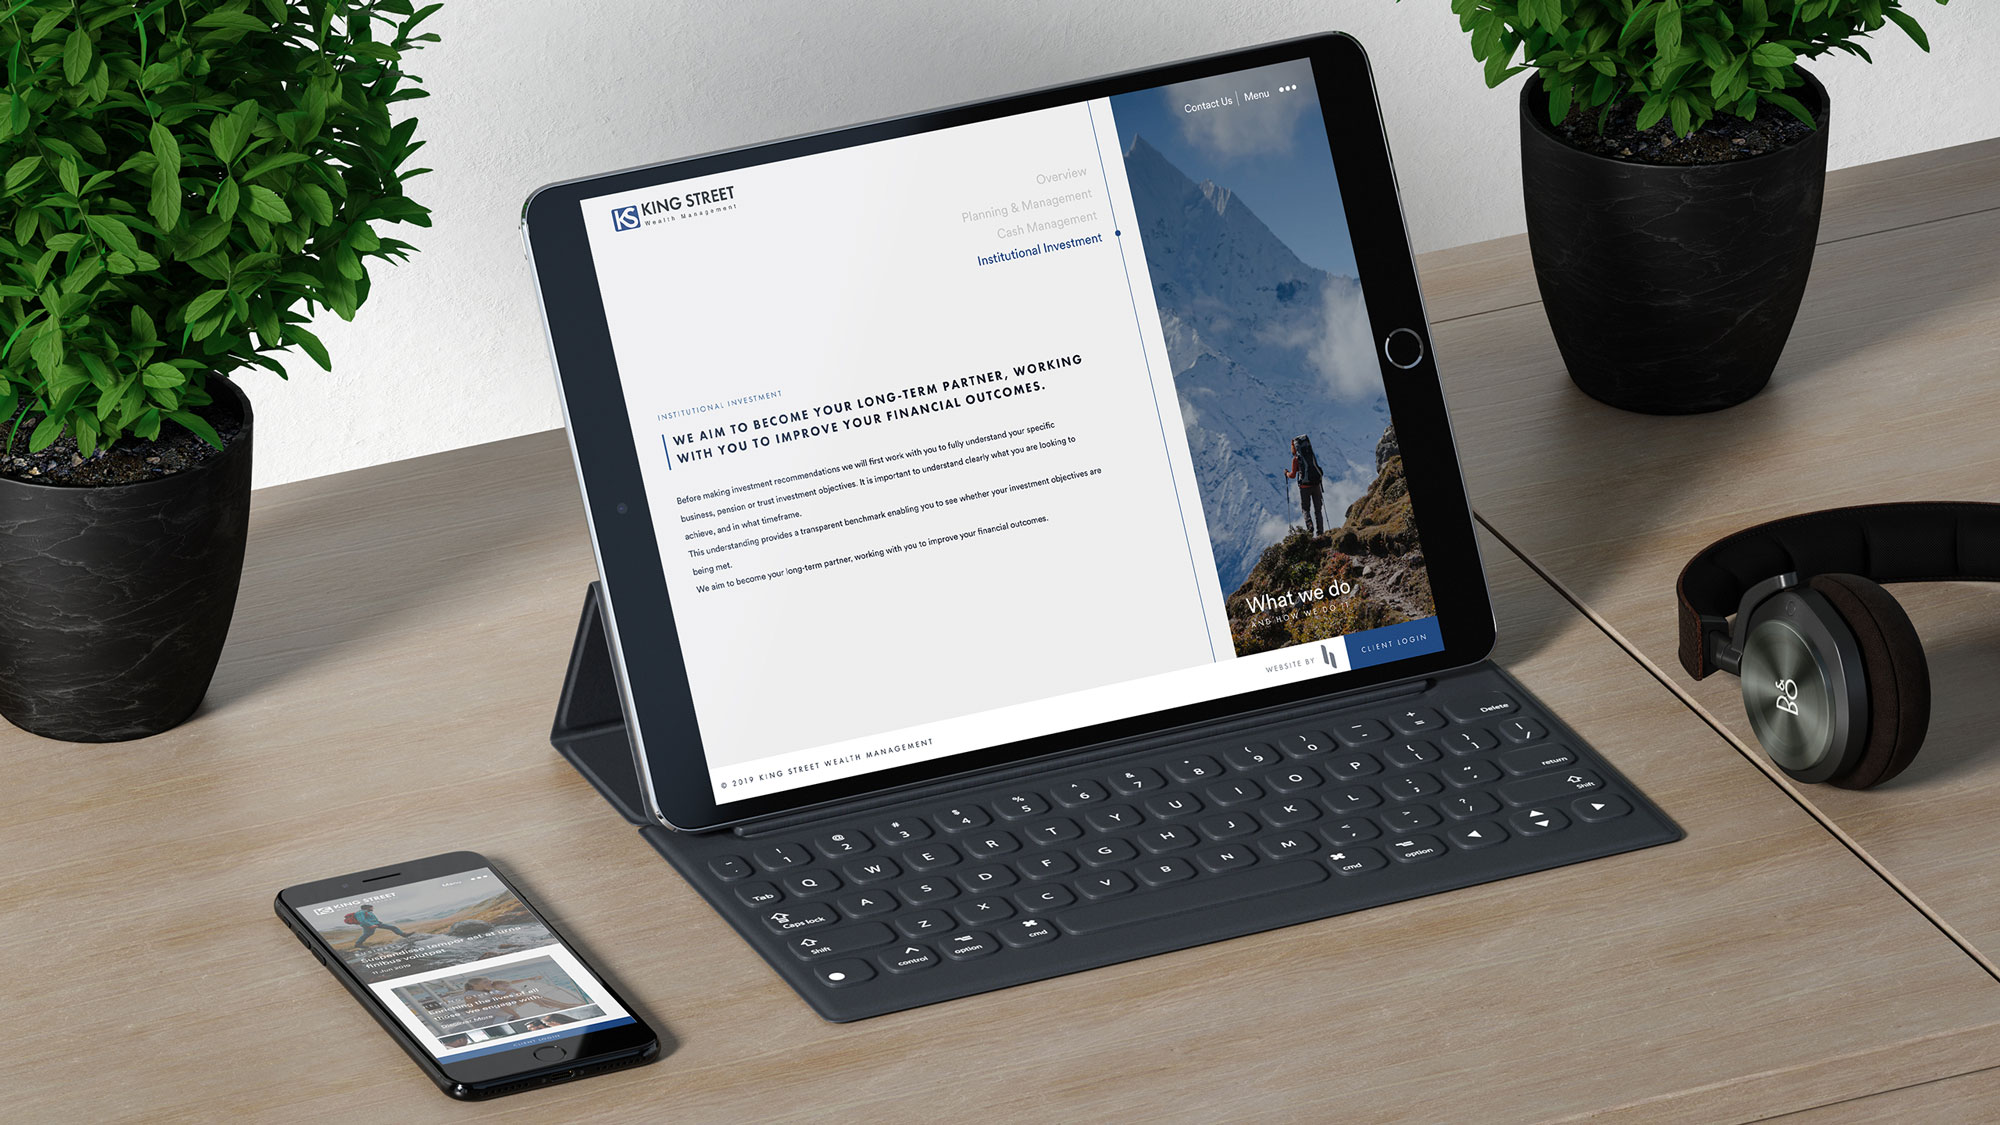 Contact Us | Menu
KS KING STREET
Wealth Management
Overview
Planning & Management
Cash Management
Institutional Investment
INSTITUTIONAL INVESTMENT
WE AIM TO BECOME YOUR LONG-TERM PARTNER, WORKING
WITH YOU TO IMPROVE YOUR FINANCIAL OUTCOMES.
Before making investment recommendations we will first work with you to fully understand your specific
business, pension or trust investment objectives. It is important to understand clearly what you are looking to
achieve, and in what timeframe.
This understanding provides a transparent benchmark enabling you to see whether your investment objectives are
being met.
We aim to become your long-term partner, working with you to improve your financial outcomes.
What we do
AND HOW WE DO IT
WEBSITE BY
CLIENT LOGIN
© 2019 KING STREET WEALTH MANAGEMENT
~ ! 1 @ 2 # 3 $ 4 % 5 ^ 6 & 7 * 8 ( 9 ) 0 - + = Delete
Tab Q W E R T Y U I O P { [ } ] | \
Caps lock A S D F G H J K L : ; " ' return
Shift Z X C V B N M < , > . ? / Shift
control option cmd cmd option
B&O
Menu
KING STREET
Suspendisse tempor est at urna
finibus volutpat
11 Jun 2019
KING STREET
Enriching the lives of all
those we engage with.
Discover More
CLIENT LOGIN